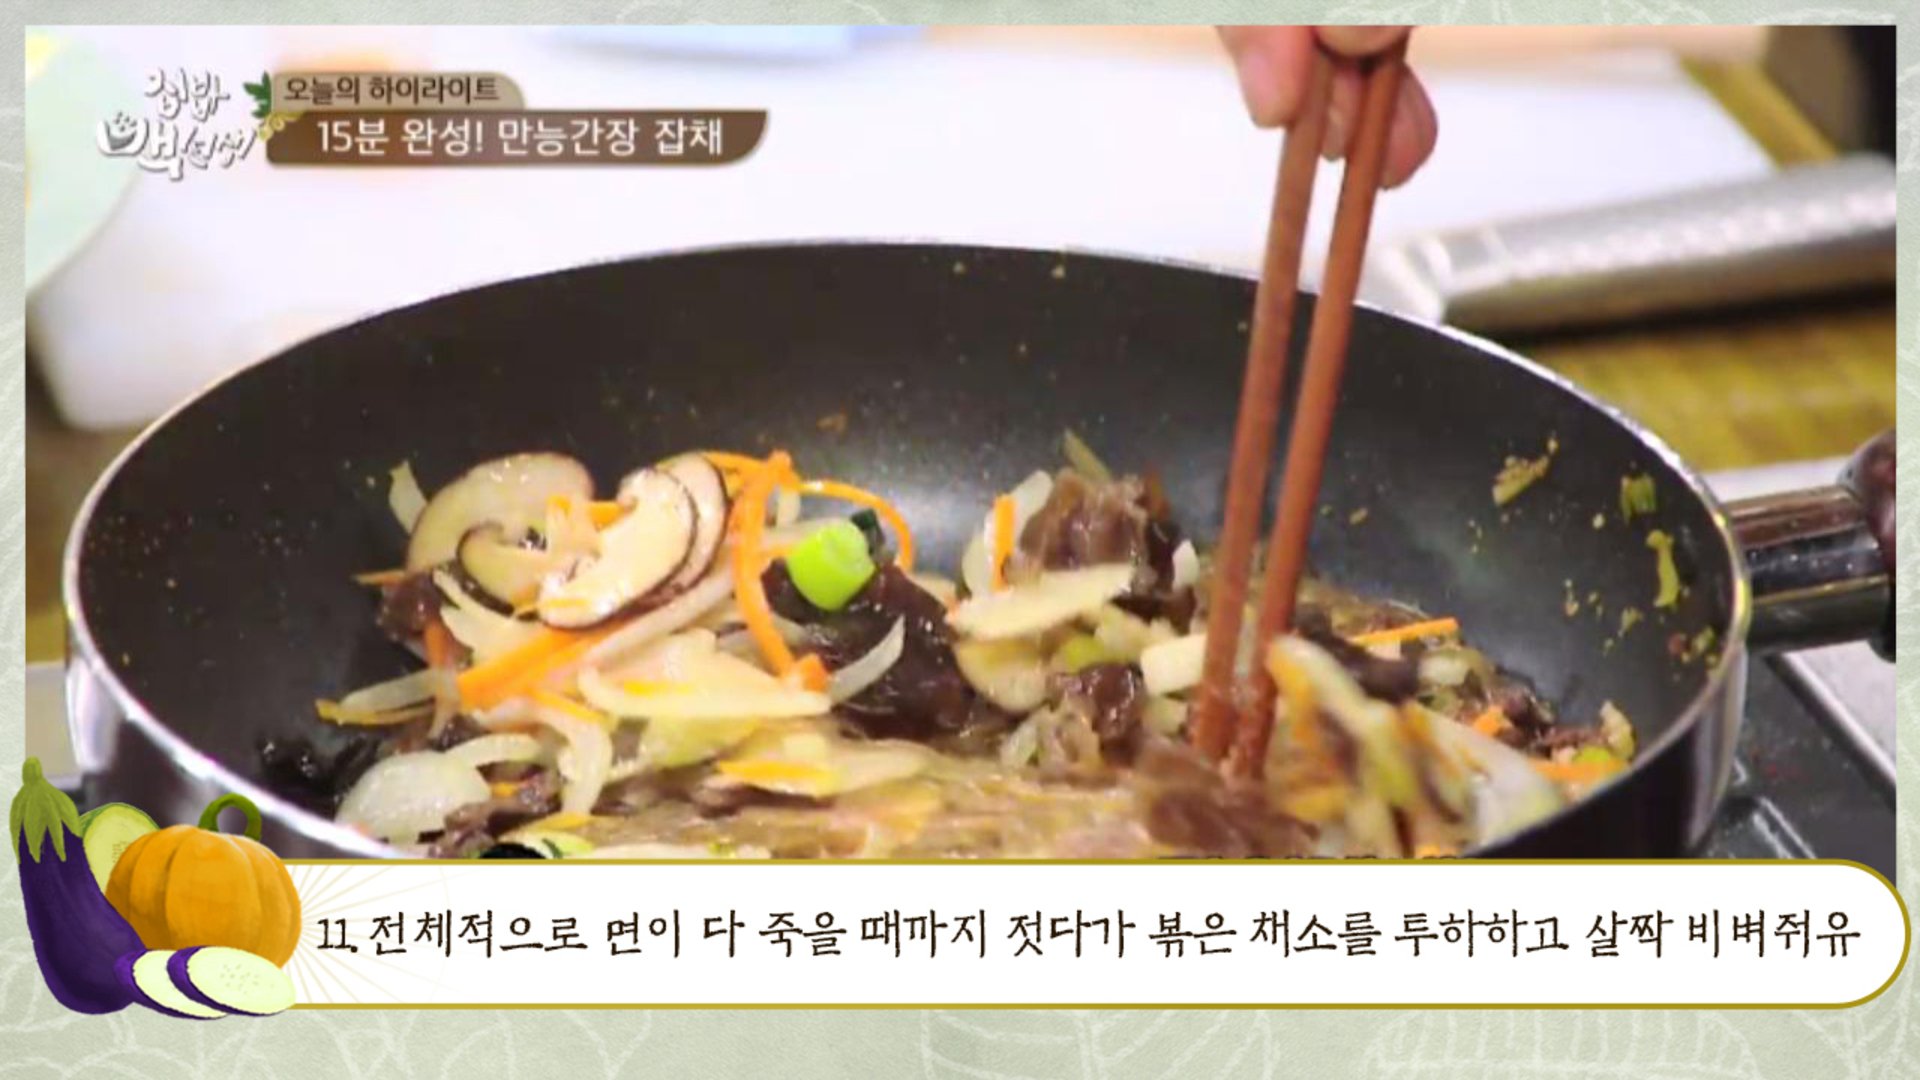 집밥
백선생
오늘의 하이라이트
15분 완성! 만능간장 잡채
11. 전체적으로 면이 다 죽을 때까지 젓다가 볶은 채소를 투하하고 살짝 비벼쥐유